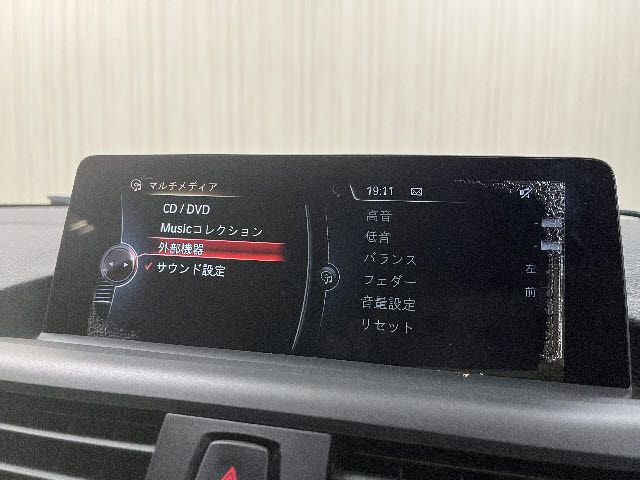 マルチメディア
CD / DVD
Musicコレクション
外部機器
サウンド設定
19:11
高音
低音
バランス
左
フェダー
前
音量設定
リセット